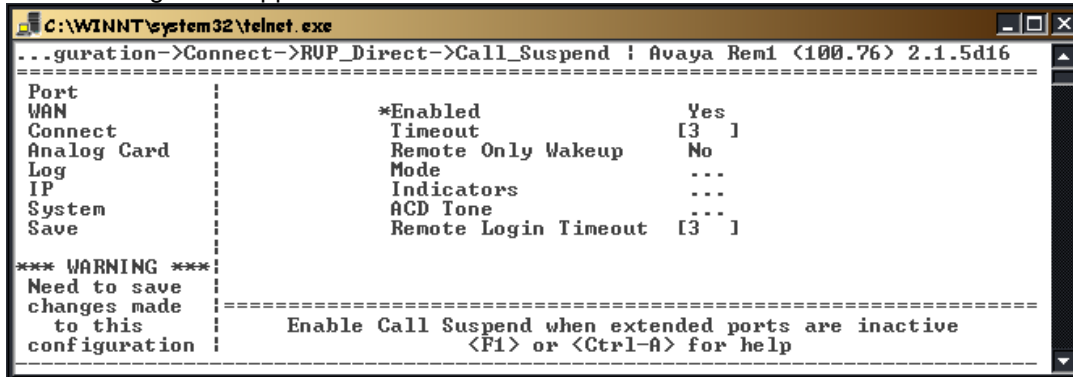 C:\WINNT\system32\telnet.exe
...guration->Connect->RVP_Direct->Call_Suspend | Avaya Rem1 (100.76) 2.1.5d16
Port
WAN
Connect
Analog Card
Log
IP
System
Save
*** WARNING ***
Need to save
changes made
to this
configuration
*Enabled Yes
Timeout [3 ]
Remote Only Wakeup No
Mode ...
Indicators ...
ACD Tone ...
Remote Login Timeout [3 ]
Enable Call Suspend when extended ports are inactive
<F1> or <Ctrl-A> for help